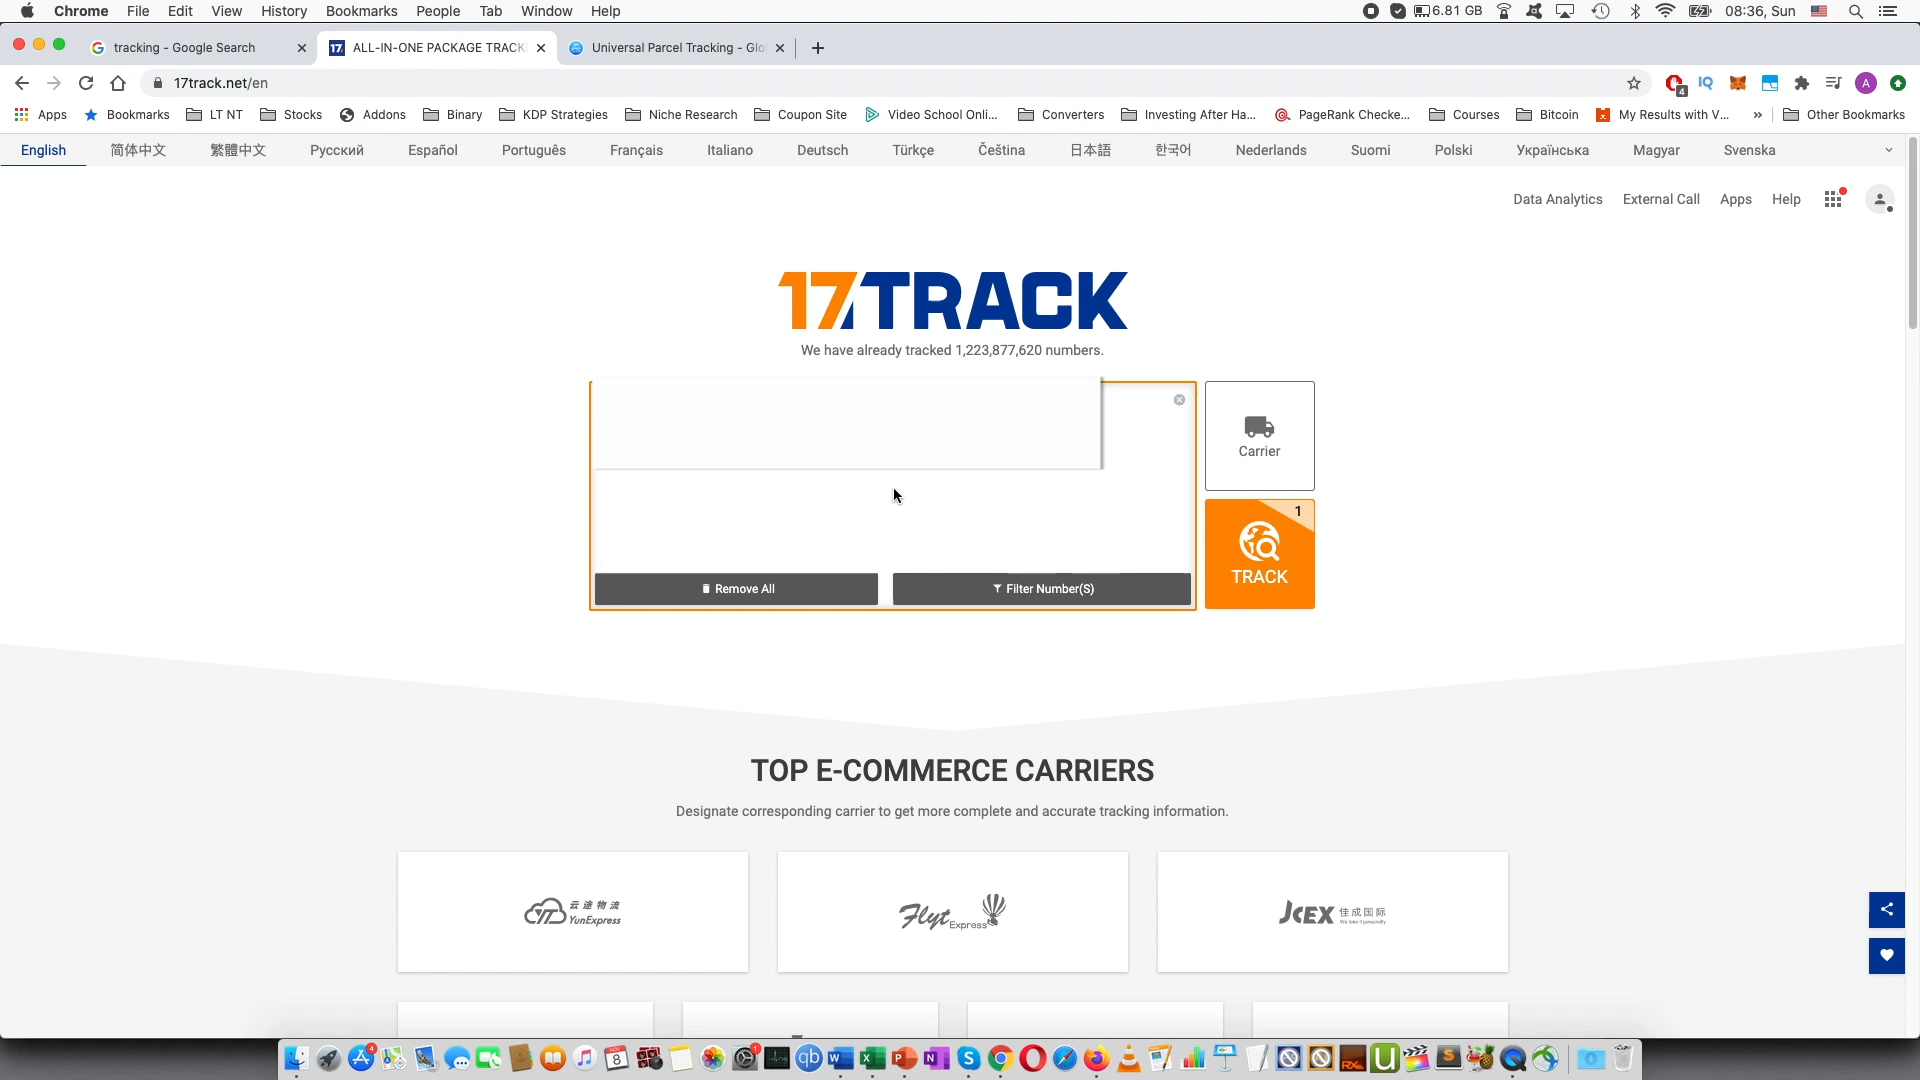 Chrome File Edit View History Bookmarks People Tab Window Help 6.81 GB 08:36, Sun
tracking - Google Search ALL-IN-ONE PACKAGE TRACK Universal Parcel Tracking - Glo
17track.net/en
Apps Bookmarks LT NT Stocks Addons Binary KDP Strategies Niche Research Coupon Site Video School Onli... Converters Investing After Ha... PageRank Checke... Courses Bitcoin My Results with V... » Other Bookmarks
English 简体中文 繁體中文 Русский Español Português Français Italiano Deutsch Türkçe Čeština 日本語 한국어 Nederlands Suomi Polski Українська Magyar Svenska
Data Analytics External Call Apps Help
17TRACK
We have already tracked 1,223,877,620 numbers.
Carrier
1
TRACK
Remove All Filter Number(S)
TOP E-COMMERCE CARRIERS
Designate corresponding carrier to get more complete and accurate tracking information.
云途物流
YunExpress
Flyt Express
JCEX 佳成国际
We take it personally